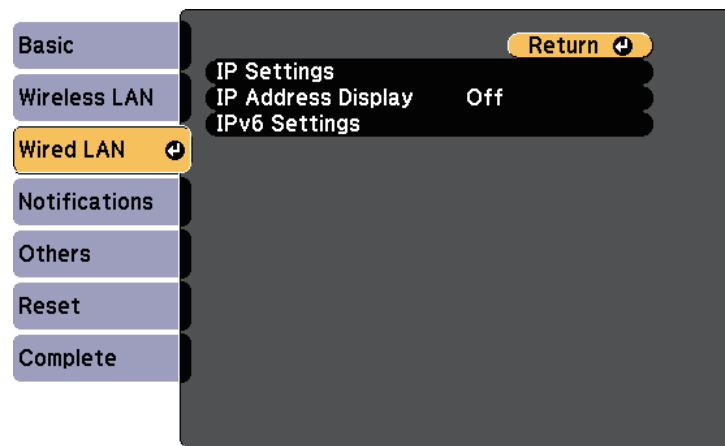 Basic
Wireless LAN
Wired LAN
Notifications
Others
Reset
Complete
Return
IP Settings
IP Address Display Off
IPv6 Settings